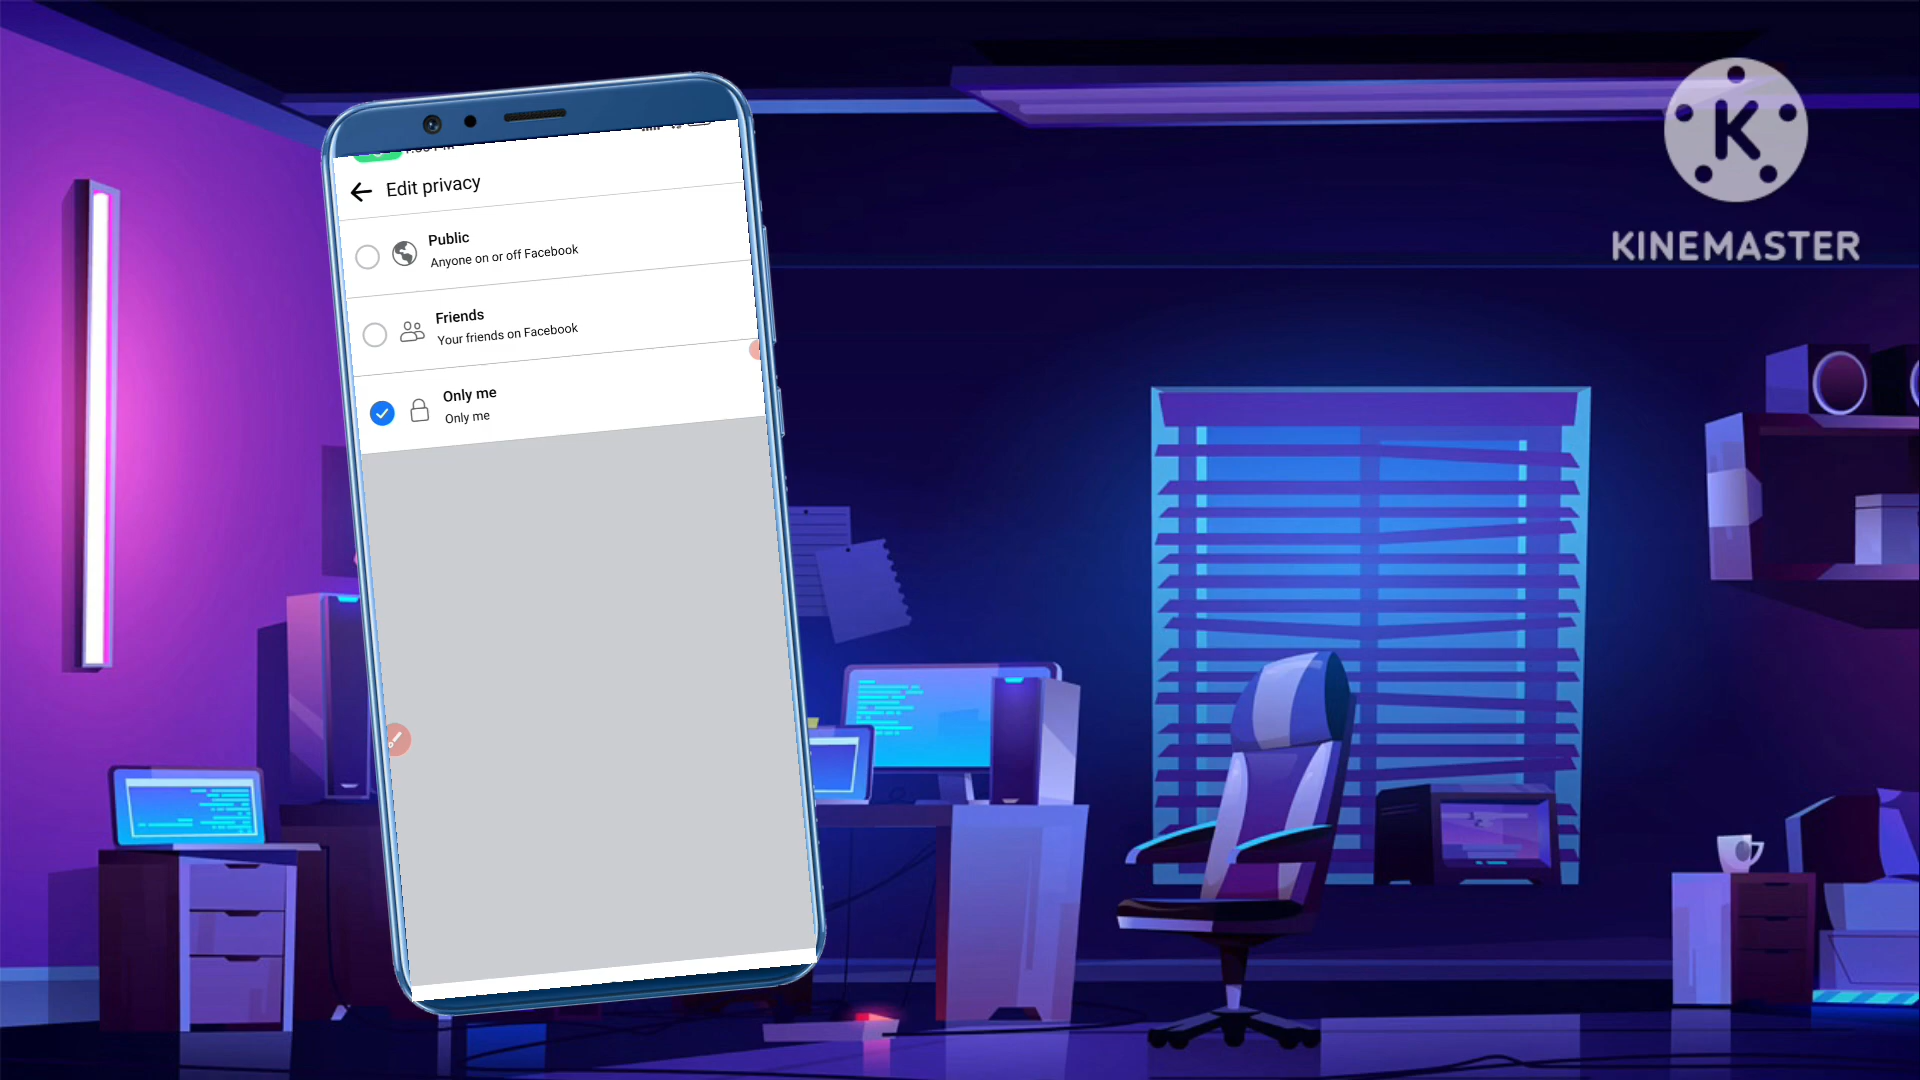 Edit privacy
Public
Anyone on or off Facebook
Friends
Your friends on Facebook
Only me
Only me
K
KINEMASTER